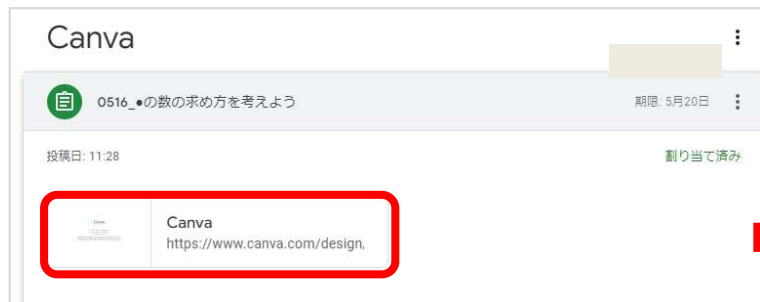 Canva
0516_●の数の求め方を考えよう 期限: 5月20日
投稿日: 11:28 割り当て済み
Canva
https://www.canva.com/design,